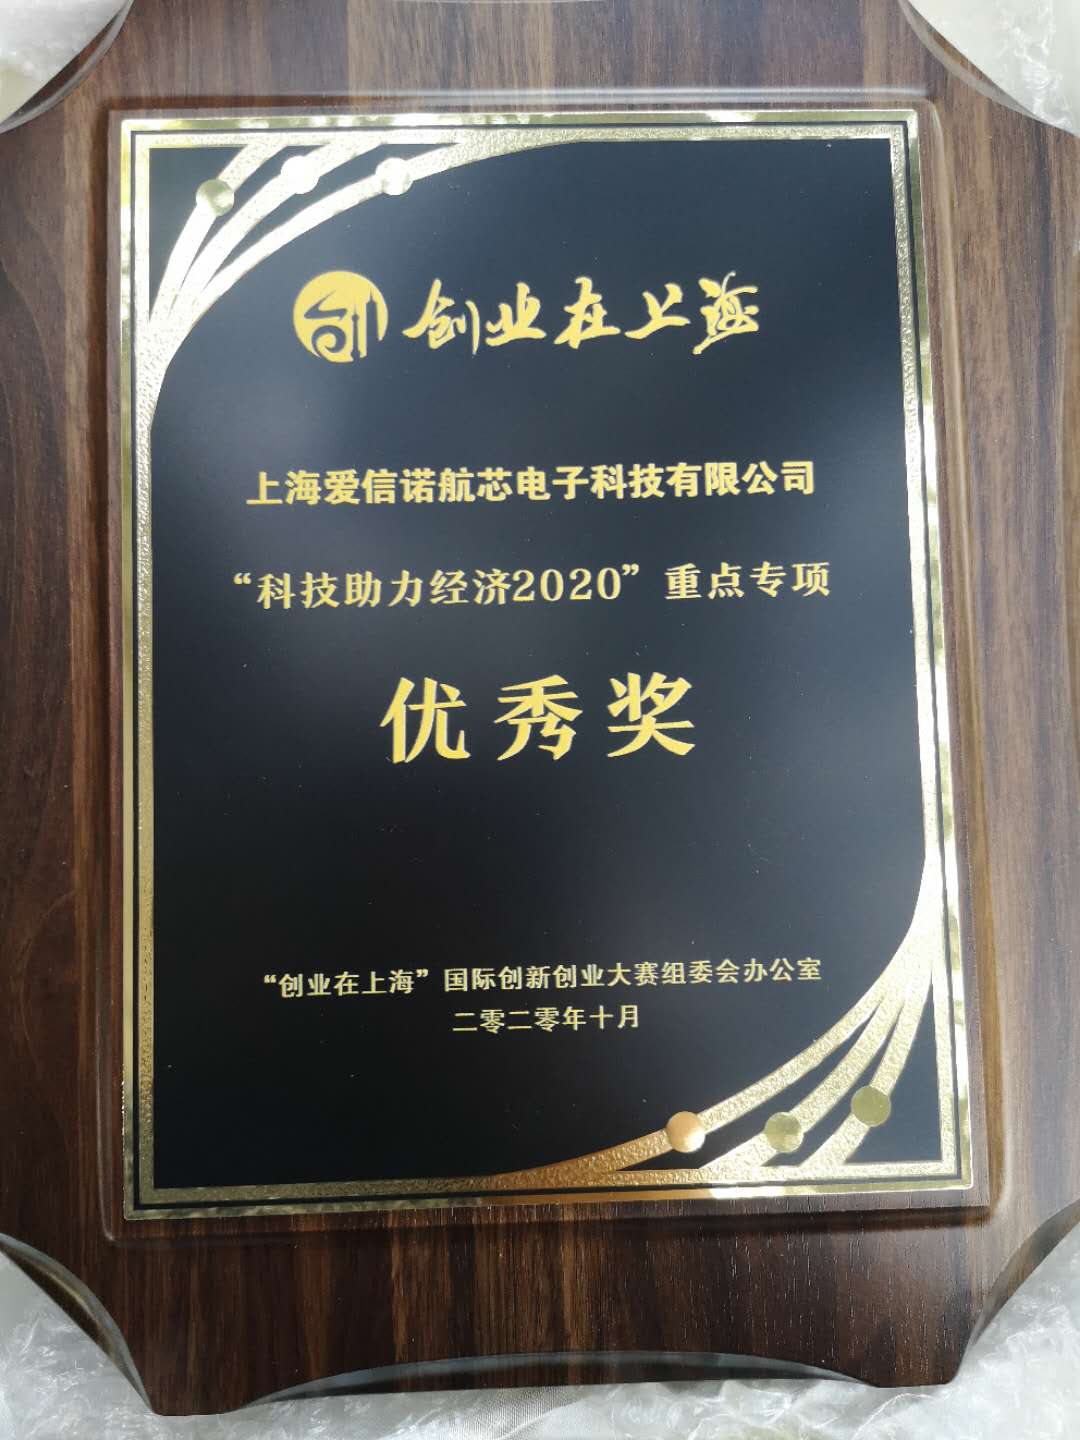 创 创业在上海
上海爱信诺航芯电子科技有限公司
“科技助力经济2020”重点专项
优秀奖
“创业在上海”国际创新创业大赛组委会办公室
二零二零年十月